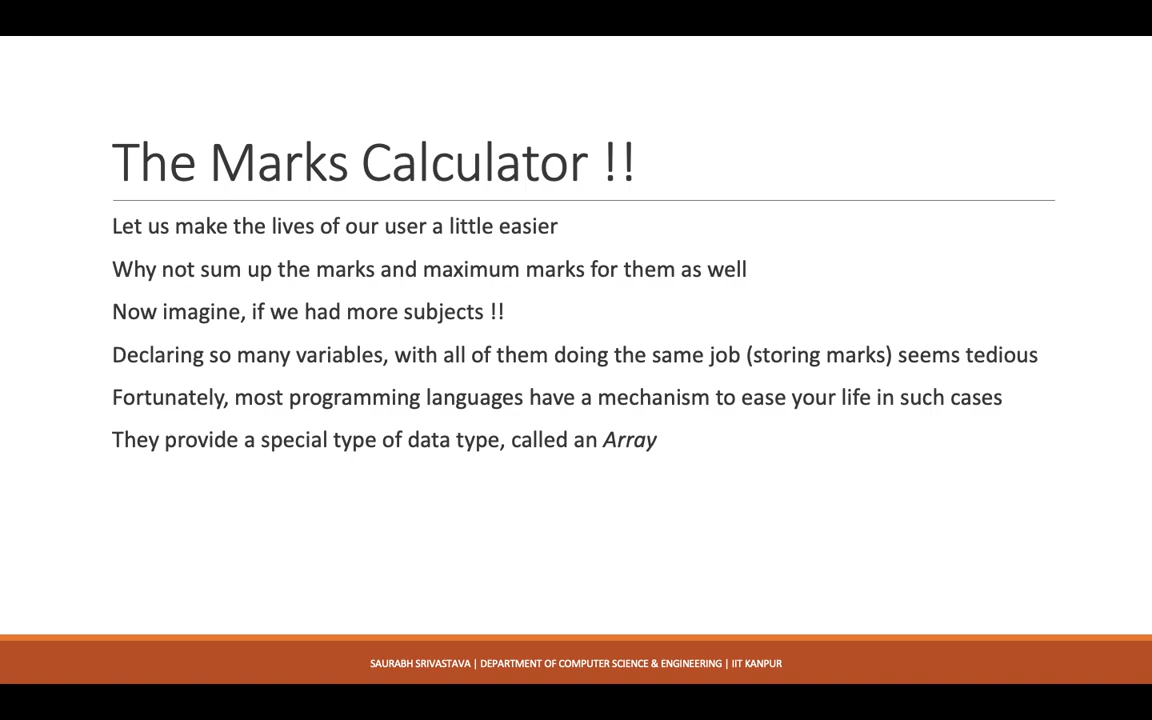 The Marks Calculator !!
Let us make the lives of our user a little easier
Why not sum up the marks and maximum marks for them as well
Now imagine, if we had more subjects !!
Declaring so many variables, with all of them doing the same job (storing marks) seems tedious
Fortunately, most programming languages have a mechanism to ease your life in such cases
They provide a special type of data type, called an Array
SAURABH SRIVASTAVA | DEPARTMENT OF COMPUTER SCIENCE & ENGINEERING | IIT KANPUR